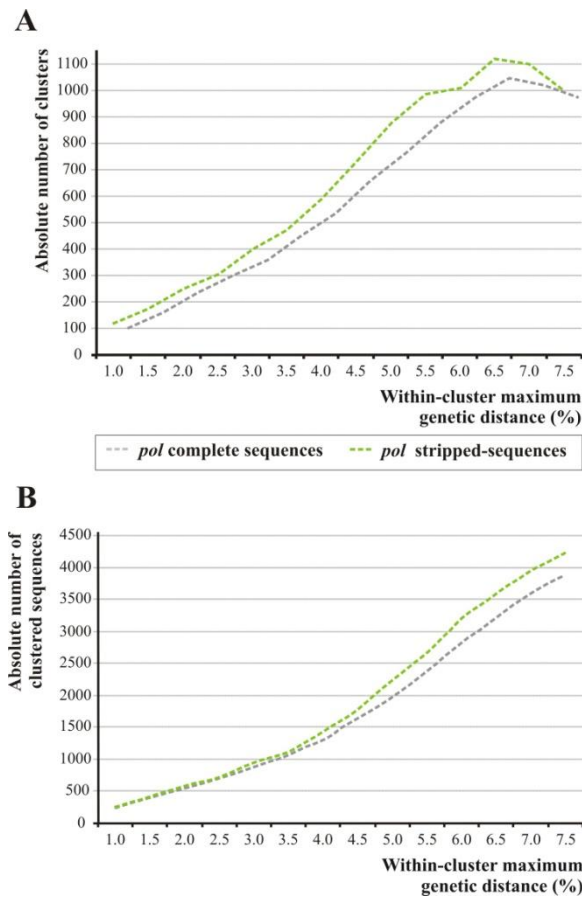 A
Absolute number of clusters
1100
1000
900
800
700
600
500
400
300
200
100
0
1.0 1.5 2.0 2.5 3.0 3.5 4.0 4.5 5.0 5.5 6.0 6.5 7.0 7.5
Within-cluster maximum
genetic distance (%)
pol complete sequences pol stripped-sequences
B
Absolute number of
clustered sequences
4500
4000
3500
3000
2500
2000
1500
1000
500
0
1.0 1.5 2.0 2.5 3.0 3.5 4.0 4.5 5.0 5.5 6.0 6.5 7.0 7.5
Within-cluster maximum
genetic distance (%)